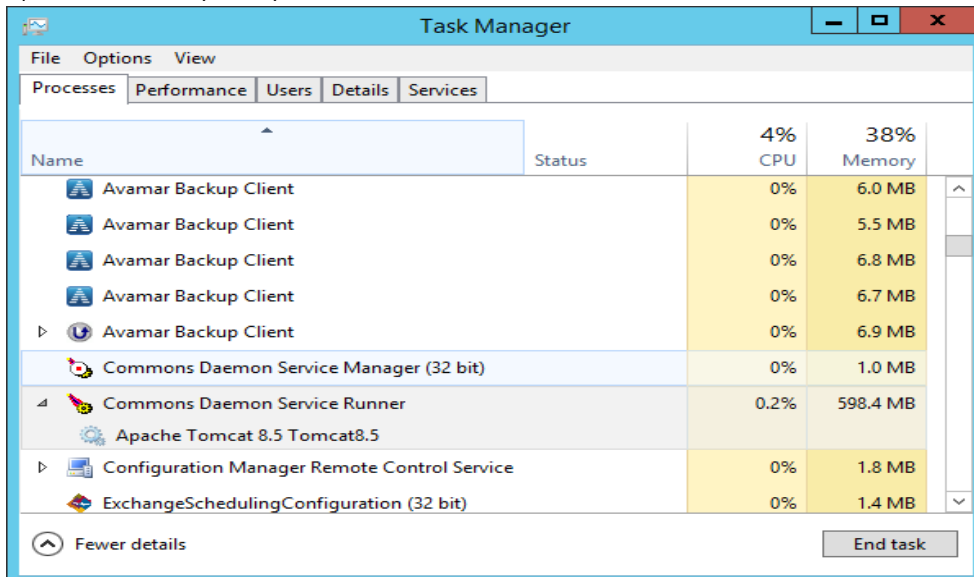 Task Manager
File Options View
Processes Performance Users Details Services
4% 38%
Name Status CPU Memory
Avamar Backup Client 0% 6.0 MB
Avamar Backup Client 0% 5.5 MB
Avamar Backup Client 0% 6.8 MB
Avamar Backup Client 0% 6.7 MB
Avamar Backup Client 0% 6.9 MB
Commons Daemon Service Manager (32 bit) 0% 1.0 MB
Commons Daemon Service Runner 0.2% 598.4 MB
Apache Tomcat 8.5 Tomcat8.5
Configuration Manager Remote Control Service 0% 1.8 MB
ExchangeSchedulingConfiguration (32 bit) 0% 1.4 MB
Fewer details End task